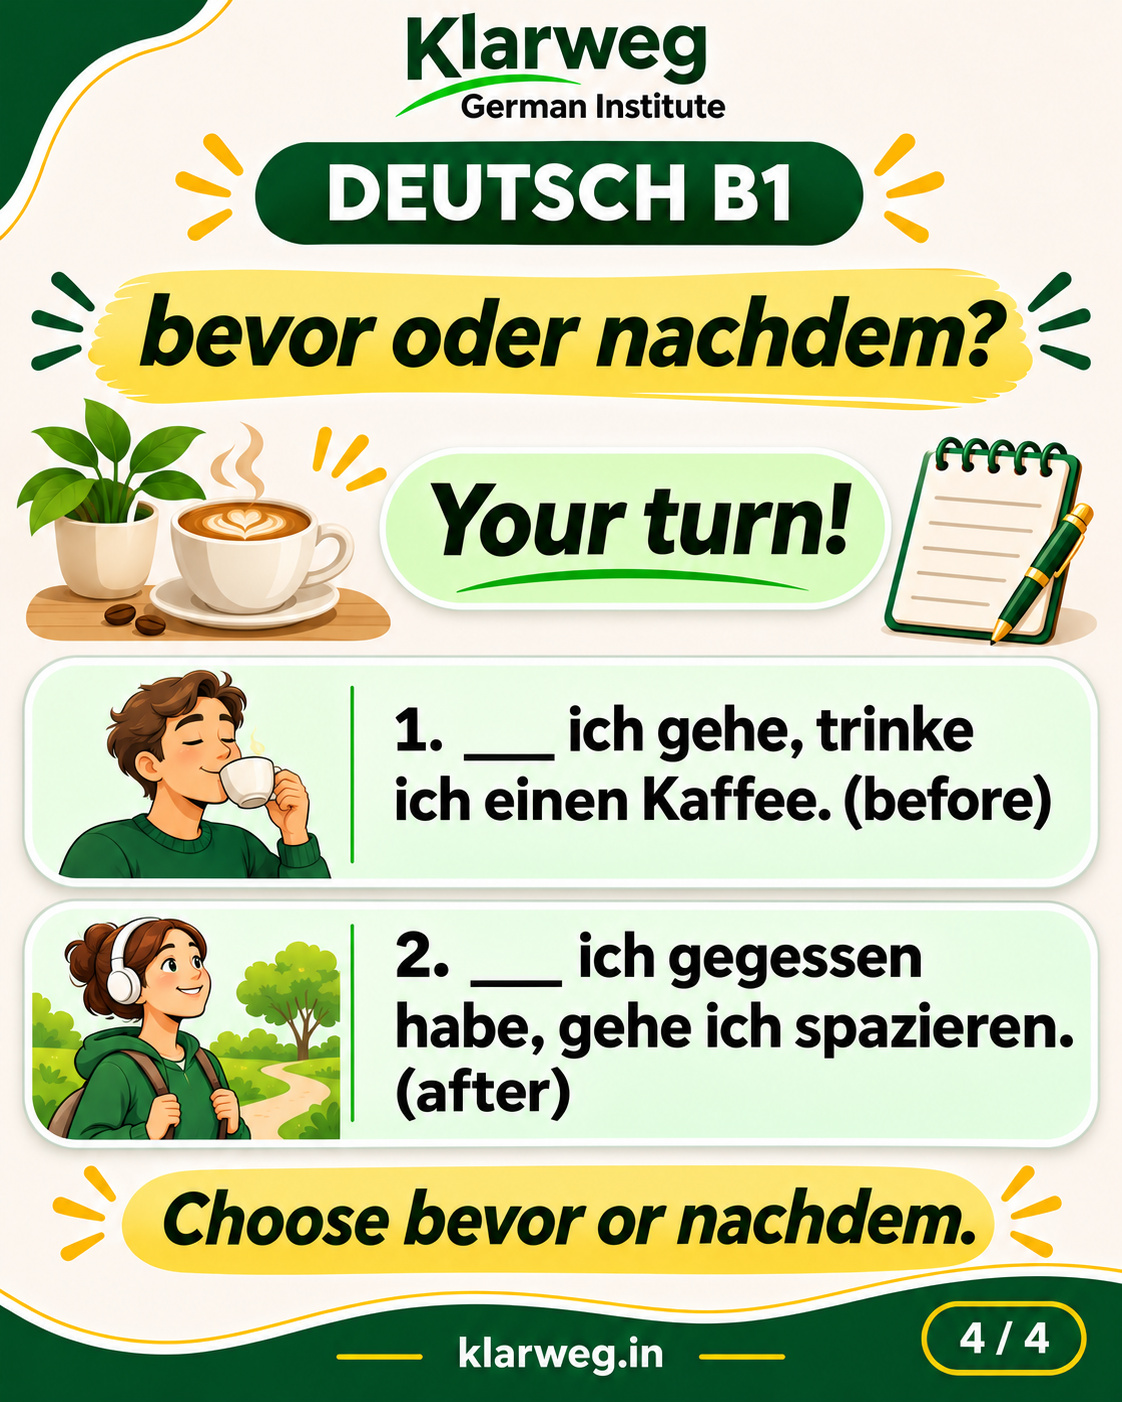 Klarweg
German Institute
DEUTSCH B1
bevor oder nachdem?
Your turn!
1. ___ ich gehe, trinke
ich einen Kaffee. (before)
2. ___ ich gegessen
habe, gehe ich spazieren.
(after)
Choose bevor or nachdem.
klarweg.in
4 / 4